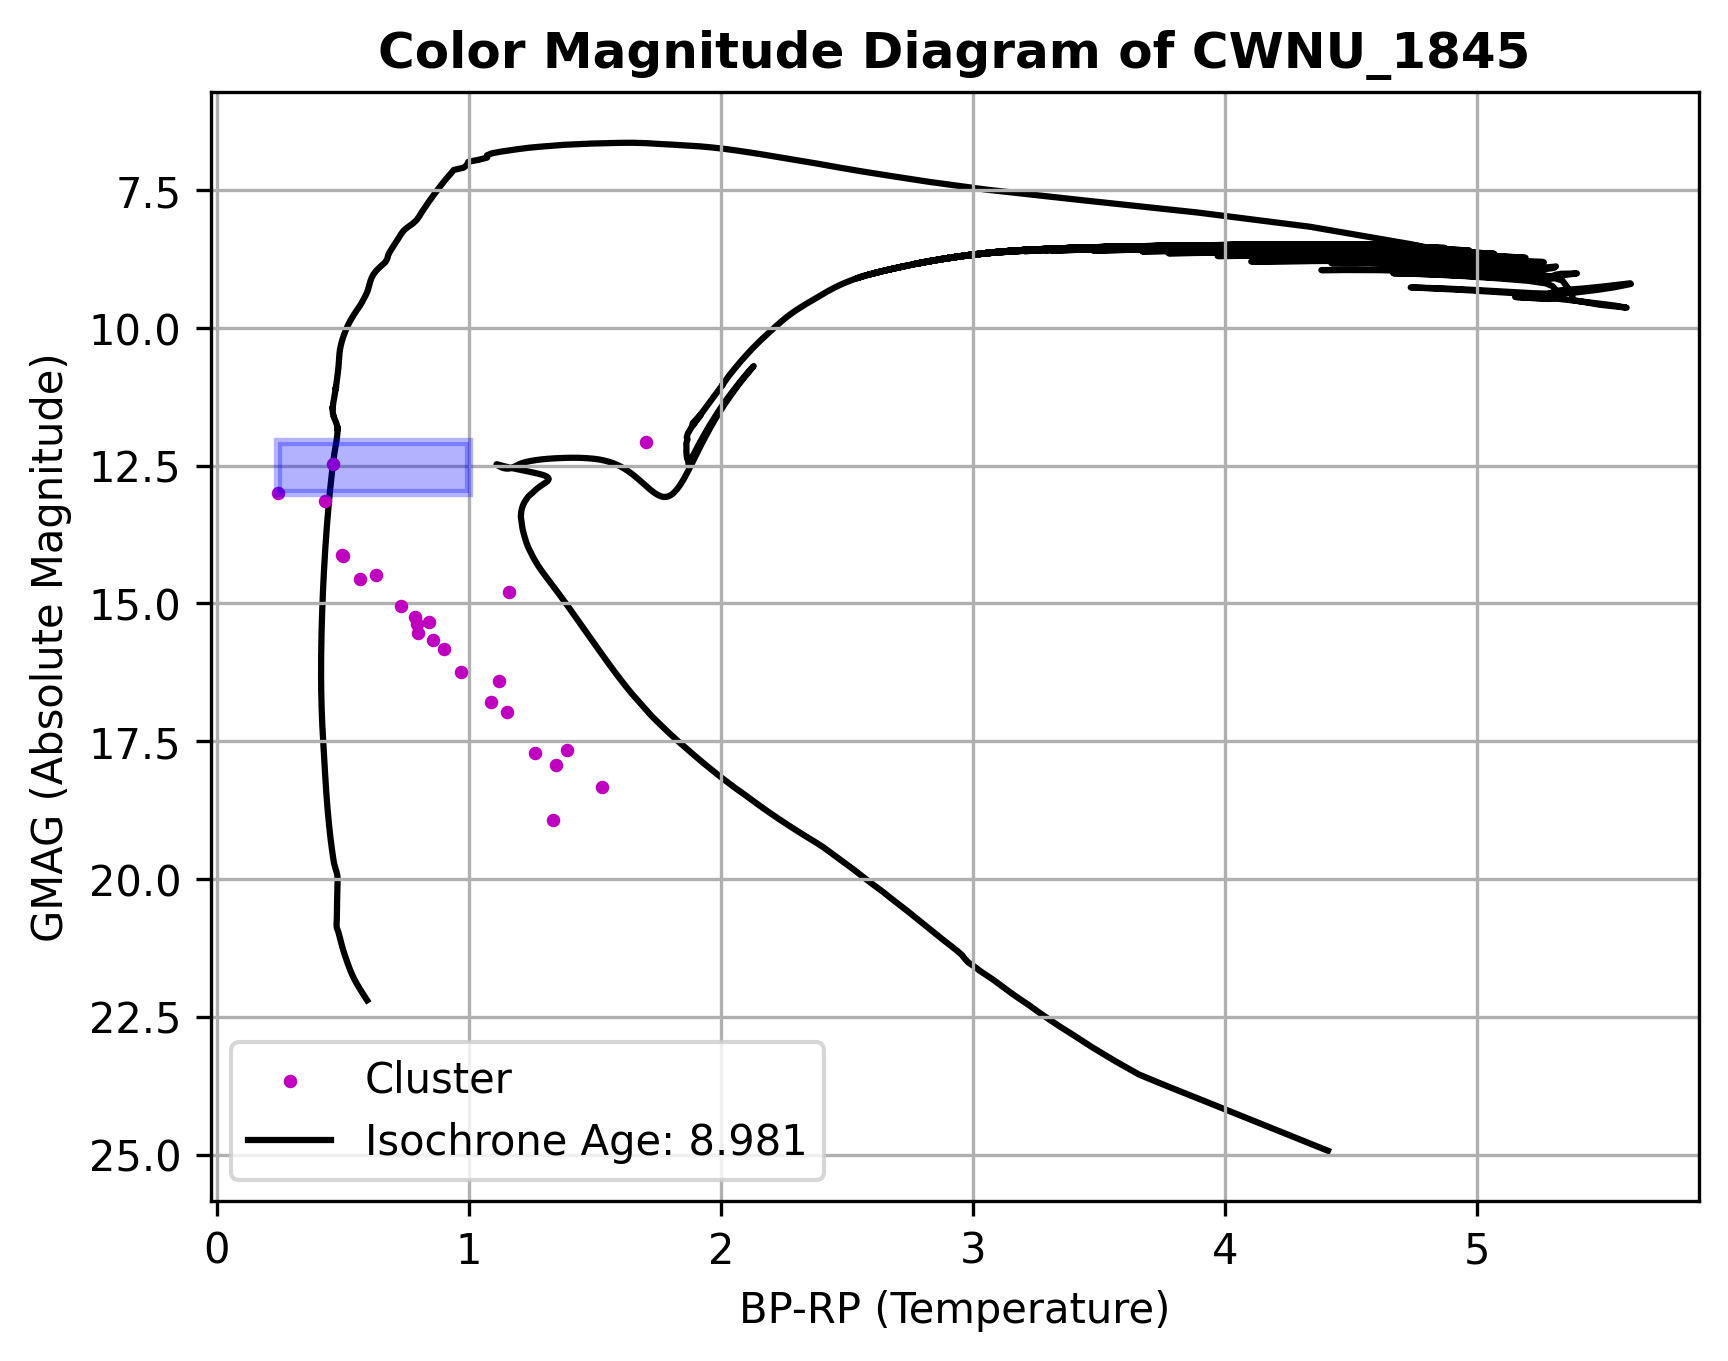 Color Magnitude Diagram of CWNU_1845
GMAG (Absolute Magnitude)
7.5
10.0
12.5
15.0
17.5
20.0
22.5
25.0
Cluster
Isochrone Age: 8.981
0 1 2 3 4 5
BP-RP (Temperature)